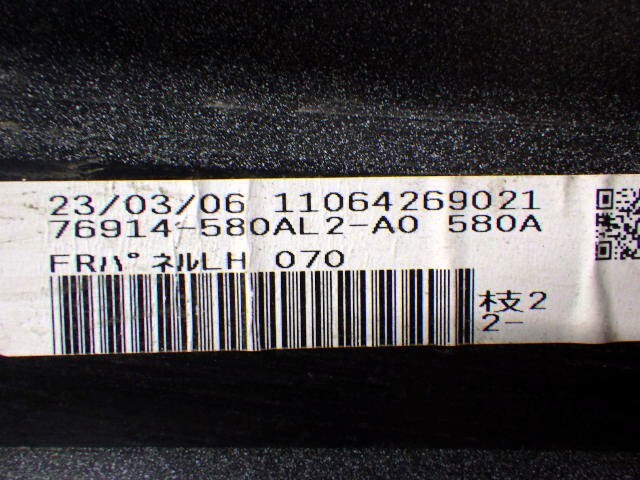 23/03/06 11064269021
76914-580AL2-A0 580A
FRﾊﾟﾈﾙLH 070
枝2
2-